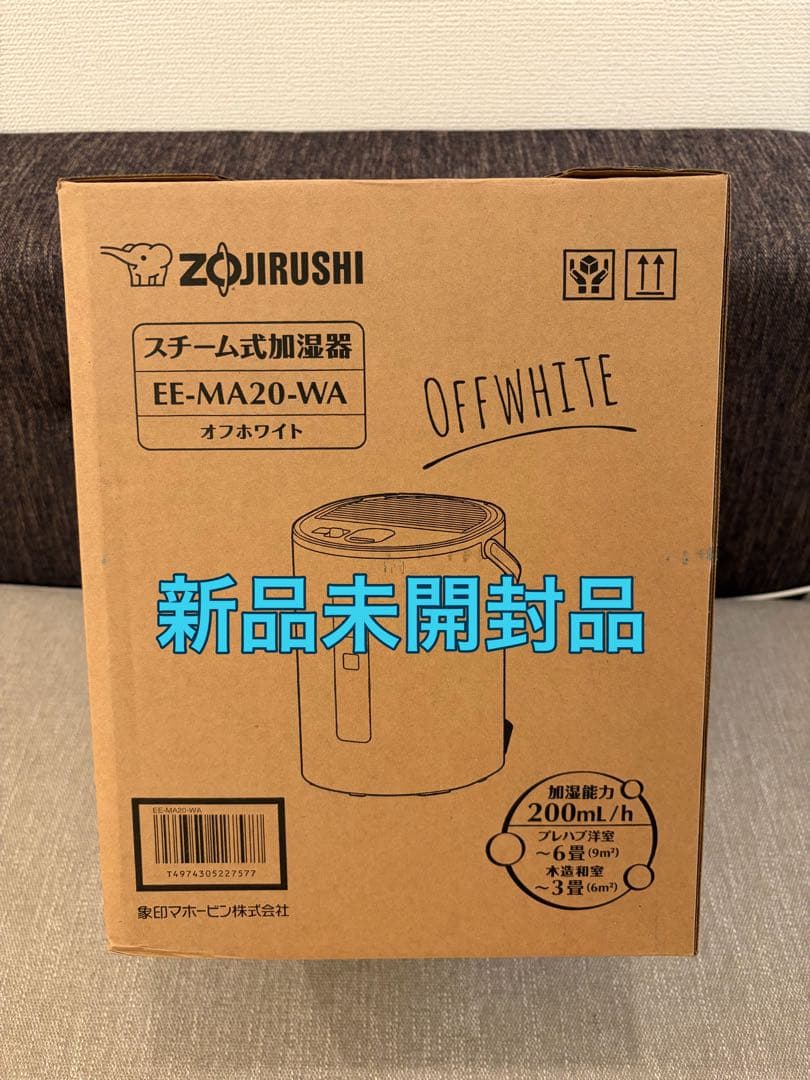 ZOJIRUSHI
スチーム式加湿器
EE-MA20-WA
オフホワイト
OFFWHITE
新品未開封品
加湿能力
200mL/h
プレハブ洋室
～6畳(9m²)
木造和室
～3畳(6m²)
EE-MA20-WA
T4974305227577
象印マホービン株式会社